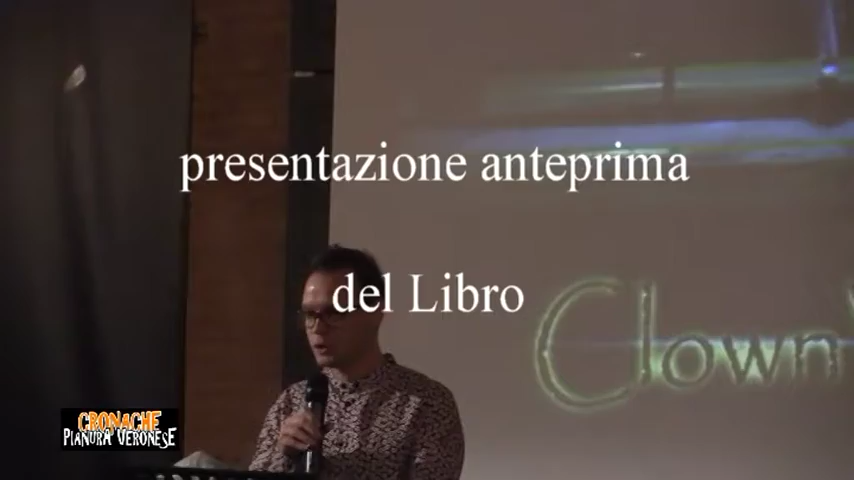 presentazione anteprima
del Libro
Clown'
CRONACHE
PIANURA VERONESE